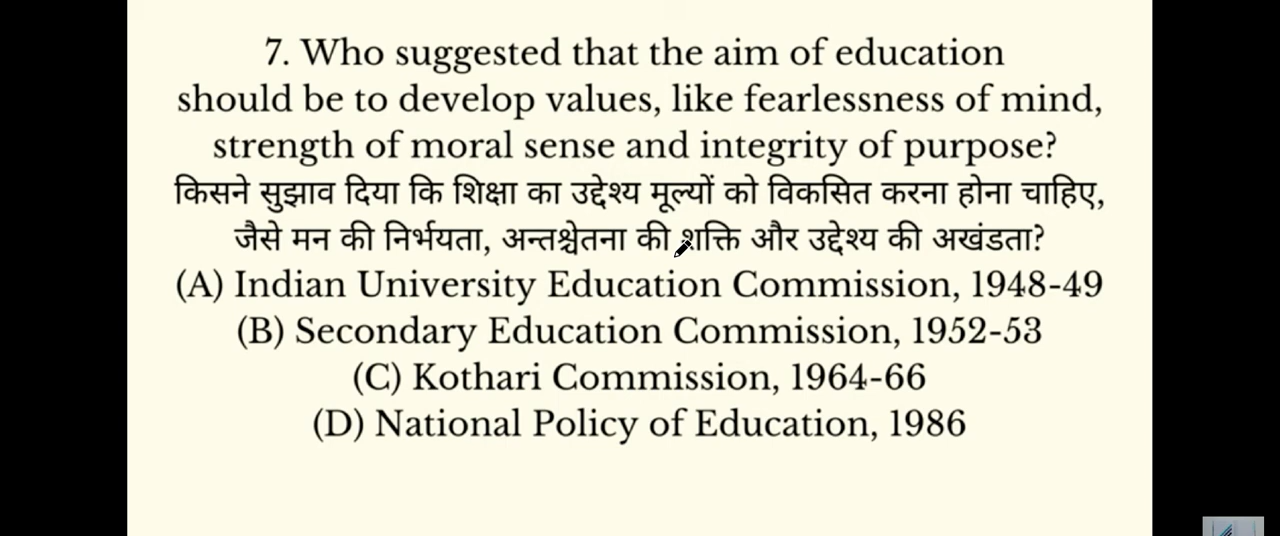 7. Who suggested that the aim of education
should be to develop values, like fearlessness of mind,
strength of moral sense and integrity of purpose?
किसने सुझाव दिया कि शिक्षा का उद्देश्य मूल्यों को विकसित करना होना चाहिए,
जैसे मन की निर्भयता, अन्तश्चेतना की शक्ति और उद्देश्य की अखंडता?
(A) Indian University Education Commission, 1948-49
(B) Secondary Education Commission, 1952-53
(C) Kothari Commission, 1964-66
(D) National Policy of Education, 1986